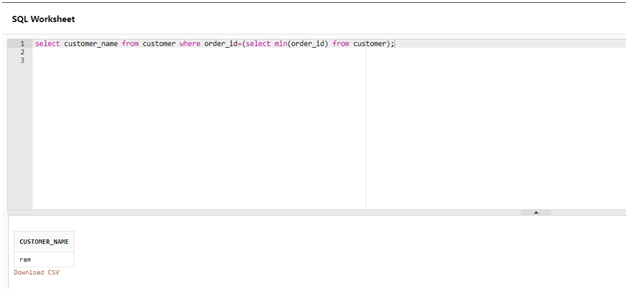 SQL Worksheet
1 select customer_name from customer where order_id=(select min(order_id) from customer);
2
3
CUSTOMER_NAME
ram
Download CSV